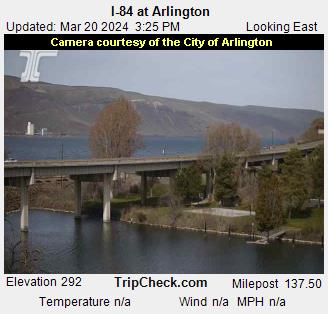 I-84 at Arlington
Updated: Mar 20 2024 3:25 PM Looking East
Camera courtesy of the City of Arlington
Elevation 292 TripCheck.com Milepost 137.50
Temperature n/a Wind n/a MPH n/a